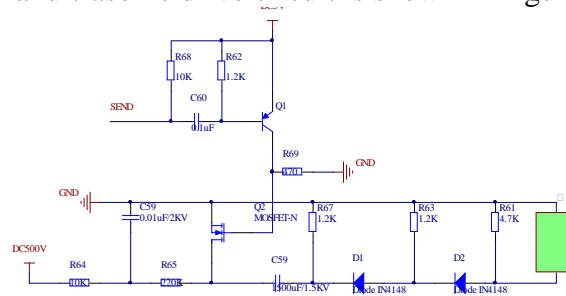 R68
10K
R62
1.2K
C60
0.1uF
SEND
Q1
R69
470
GND
GND
C59
0.01uF/2KV
Q2
MOSFET-N
R67
1.2K
R63
1.2K
R61
4.7K
DC500V
R64
10K
R65
C59
500uF/1.5KV
D1
Diode IN4148
D2
Diode IN4148